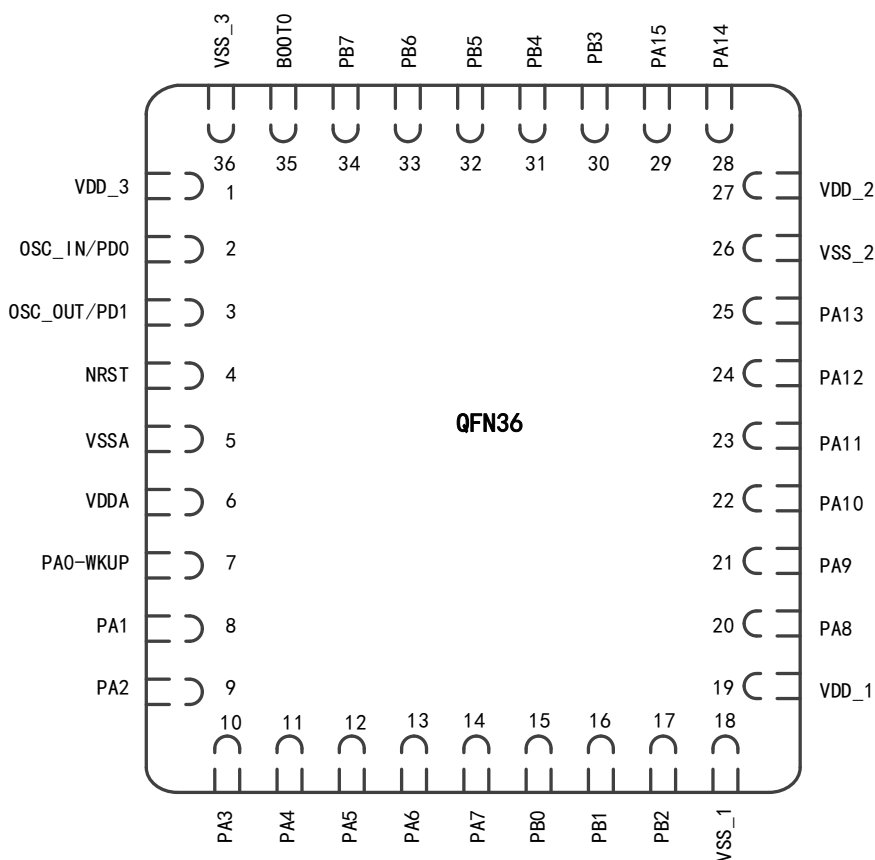 VSS_3
BOOT0
PB7
PB6
PB5
PB4
PB3
PA15
PA14
36
35
34
33
32
31
30
29
28
VDD_3 1
27 VDD_2
OSC_IN/PD0 2
26 VSS_2
OSC_OUT/PD1 3
25 PA13
NRST 4
24 PA12
QFN36
VSSA 5
23 PA11
VDDA 6
22 PA10
PA0-WKUP 7
21 PA9
PA1 8
20 PA8
PA2 9
19 VDD_1
10
11
12
13
14
15
16
17
18
PA3
PA4
PA5
PA6
PA7
PB0
PB1
PB2
VSS_1